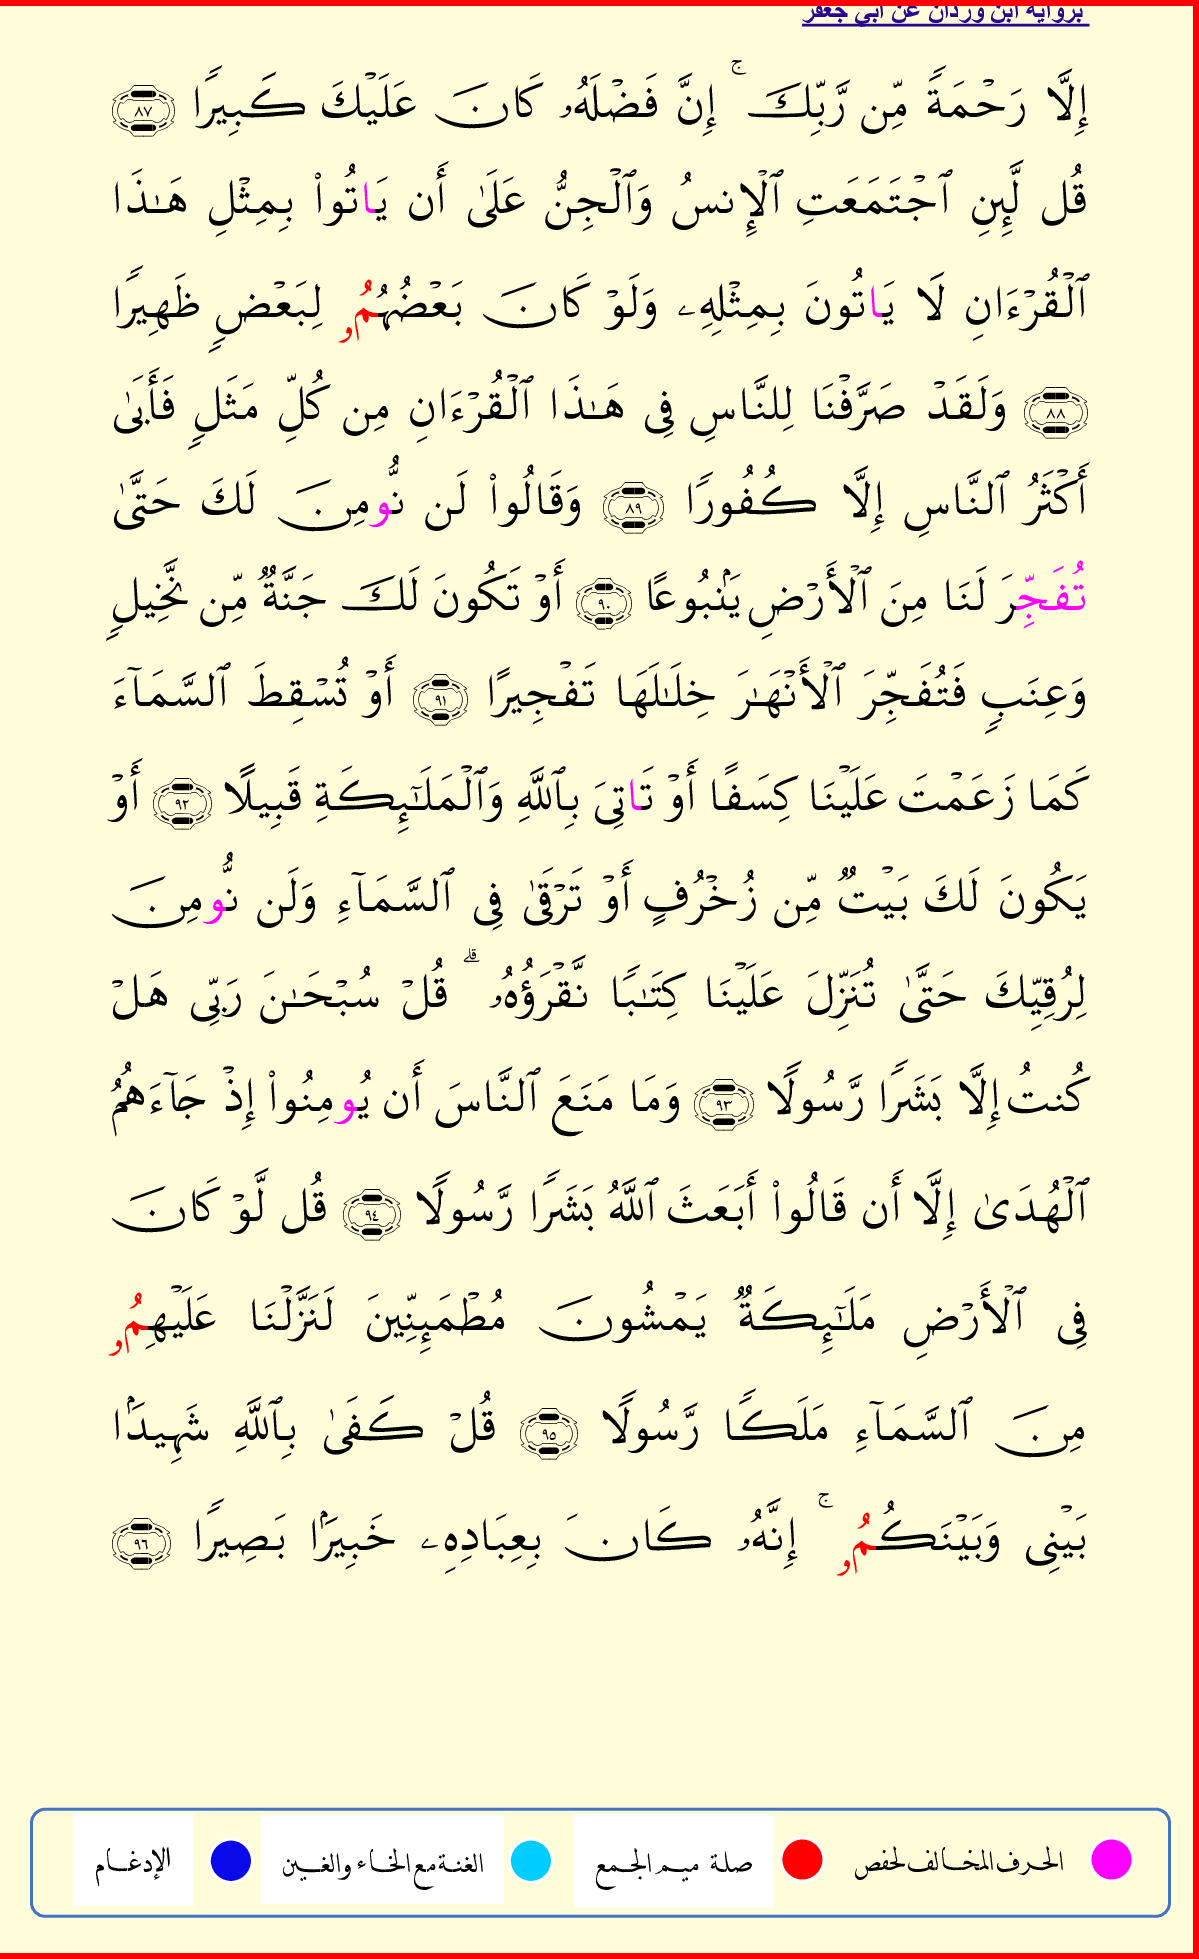 برواية ابن وردان عن أبي جعفر
إِلَّا رَحْمَةً مِّن رَّبِّكَ ۚ إِنَّ فَضْلَهُۥ كَانَ عَلَيْكَ كَبِيرًا ٨٧
قُل لَّئِنِ ٱجْتَمَعَتِ ٱلْإِنسُ وَٱلْجِنُّ عَلَىٰ أَن يَاتُوا۟ بِمِثْلِ هَـٰذَا
ٱلْقُرْءَانِ لَا يَاتُونَ بِمِثْلِهِۦ وَلَوْ كَانَ بَعْضُهُمُۥ لِبَعْضٍ ظَهِيرًا
٨٨ وَلَقَدْ صَرَّفْنَا لِلنَّاسِ فِى هَـٰذَا ٱلْقُرْءَانِ مِن كُلِّ مَثَلٍ فَأَبَىٰ
أَكْثَرُ ٱلنَّاسِ إِلَّا كُفُورًا ٨٩ وَقَالُوا۟ لَن نُّومِنَ لَكَ حَتَّىٰ
تُفَجِّرَ لَنَا مِنَ ٱلْأَرْضِ يَنۢبُوعًا ٩٠ أَوْ تَكُونَ لَكَ جَنَّةٌ مِّن نَّخِيلٍ
وَعِنَبٍ فَتُفَجِّرَ ٱلْأَنْهَـٰرَ خِلَـٰلَهَا تَفْجِيرًا ٩١ أَوْ تُسْقِطَ ٱلسَّمَآءَ
كَمَا زَعَمْتَ عَلَيْنَا كِسَفًا أَوْ تَاتِىَ بِٱللَّهِ وَٱلْمَلَـٰٓئِكَةِ قَبِيلًا ٩٢ أَوْ
يَكُونَ لَكَ بَيْتٌ مِّن زُخْرُفٍ أَوْ تَرْقَىٰ فِى ٱلسَّمَآءِ وَلَن نُّومِنَ
لِرُقِيِّكَ حَتَّىٰ تُنَزِّلَ عَلَيْنَا كِتَـٰبًا نَّقْرَؤُهُۥ ۗ قُلْ سُبْحَـٰنَ رَبِّى هَلْ
كُنتُ إِلَّا بَشَرًا رَّسُولًا ٩٣ وَمَا مَنَعَ ٱلنَّاسَ أَن يُومِنُوا۟ إِذْ جَآءَهُمُ
ٱلْهُدَىٰ إِلَّا أَن قَالُوا۟ أَبَعَثَ ٱللَّهُ بَشَرًا رَّسُولًا ٩٤ قُل لَّوْ كَانَ
فِى ٱلْأَرْضِ مَلَـٰٓئِكَةٌ يَمْشُونَ مُطْمَئِنِّينَ لَنَزَّلْنَا عَلَيْهِمُۥ
مِنَ ٱلسَّمَآءِ مَلَكًا رَّسُولًا ٩٥ قُلْ كَفَىٰ بِٱللَّهِ شَهِيدًۢا
بَيْنِى وَبَيْنَكُمُۥ ۚ إِنَّهُۥ كَانَ بِعِبَادِهِۦ خَبِيرًۢا بَصِيرًا ٩٦
الحرف المخالف لحفص صلة ميم الجمع الغنة مع الخاء والغين الإدغام